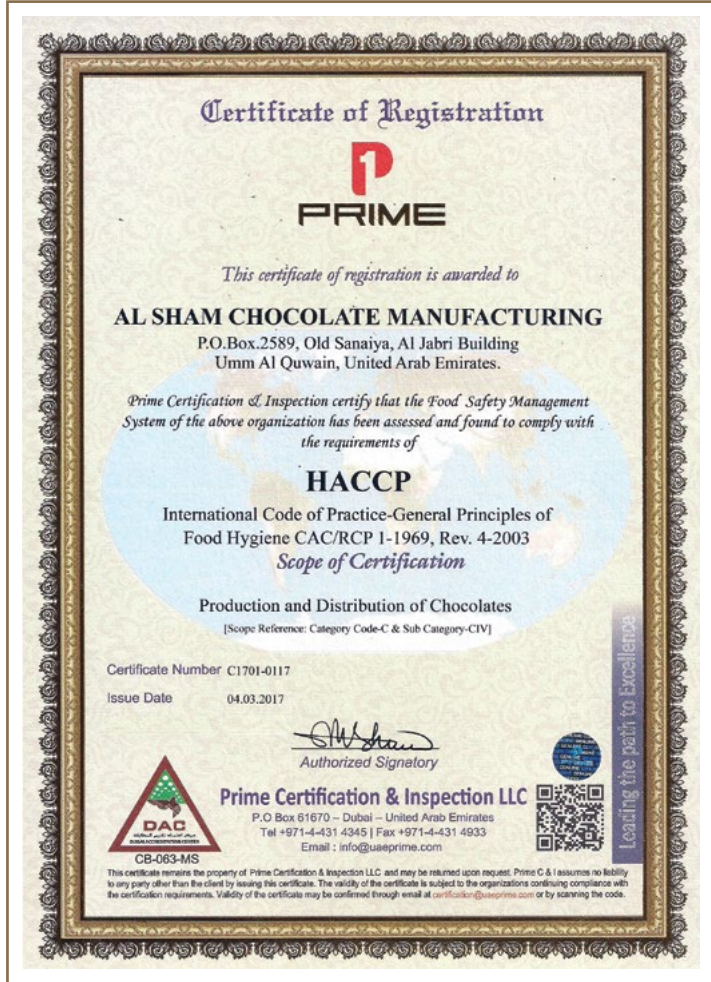 Certificate of Registration
P1
PRIME
This certificate of registration is awarded to
AL SHAM CHOCOLATE MANUFACTURING
P.O.Box.2589, Old Sanaiya, Al Jabri Building
Umm Al Quwain, United Arab Emirates.
Prime Certification & Inspection certify that the Food Safety Management
System of the above organization has been assessed and found to comply with
the requirements of
HACCP
International Code of Practice-General Principles of
Food Hygiene CAC/RCP 1-1969, Rev. 4-2003
Scope of Certification
Production and Distribution of Chocolates
[Scope Reference: Category Code-C & Sub Category-CIV]
Certificate Number C1701-0117
Issue Date 04.03.2017
Authorized Signatory
Leading the path to Excellence
DAC
DUBAI ACCREDITATION CENTER
CB-063-MS
Prime Certification & Inspection LLC
P.O Box 61670 – Dubai – United Arab Emirates
Tel +971-4-431 4345 | Fax +971-4-431 4933
Email : info@uaeprime.com
This certificate remains the property of Prime Certification & Inspection LLC and may be returned upon request. Prime C & I assumes no liability
to any party other than the client by issuing this certificate. The validity of the certificate is subject to the organizations continuing compliance with
the certification requirements. Validity of the certificate may be confirmed through email at certification@uaeprime.com or by scanning the code.